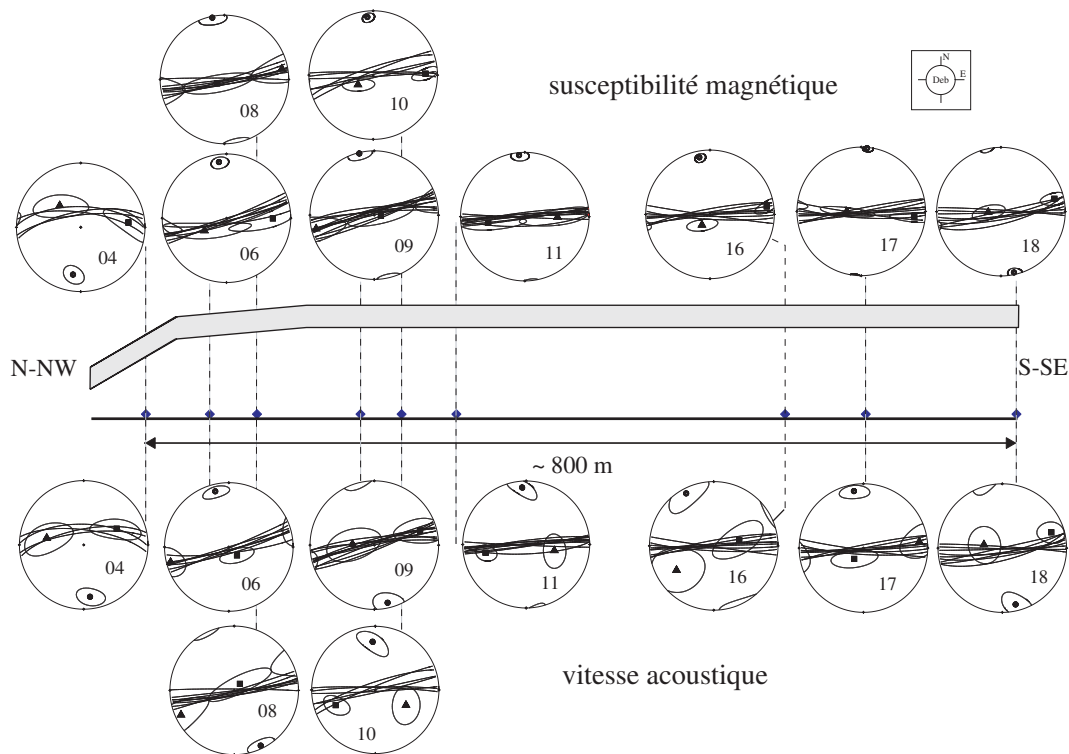 08
10
susceptibilité magnétique
N
Deb
E
04
06
09
11
16
17
18
N-NW
S-SE
~ 800 m
04
06
09
11
16
17
18
08
10
vitesse acoustique